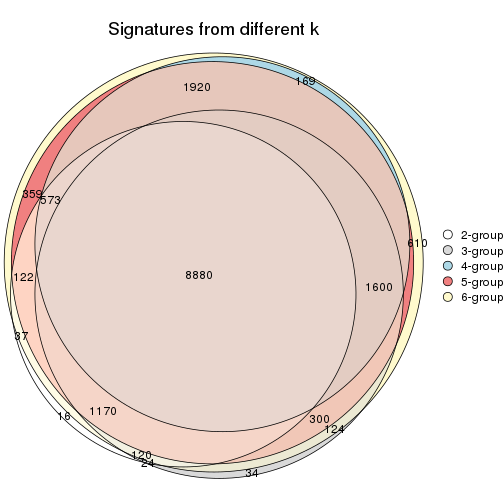 Signatures from different k
169
1920
359
573
610
2-group
3-group
4-group
5-group
6-group
8880
122
1600
37
1170
16
300
124
120
24
34